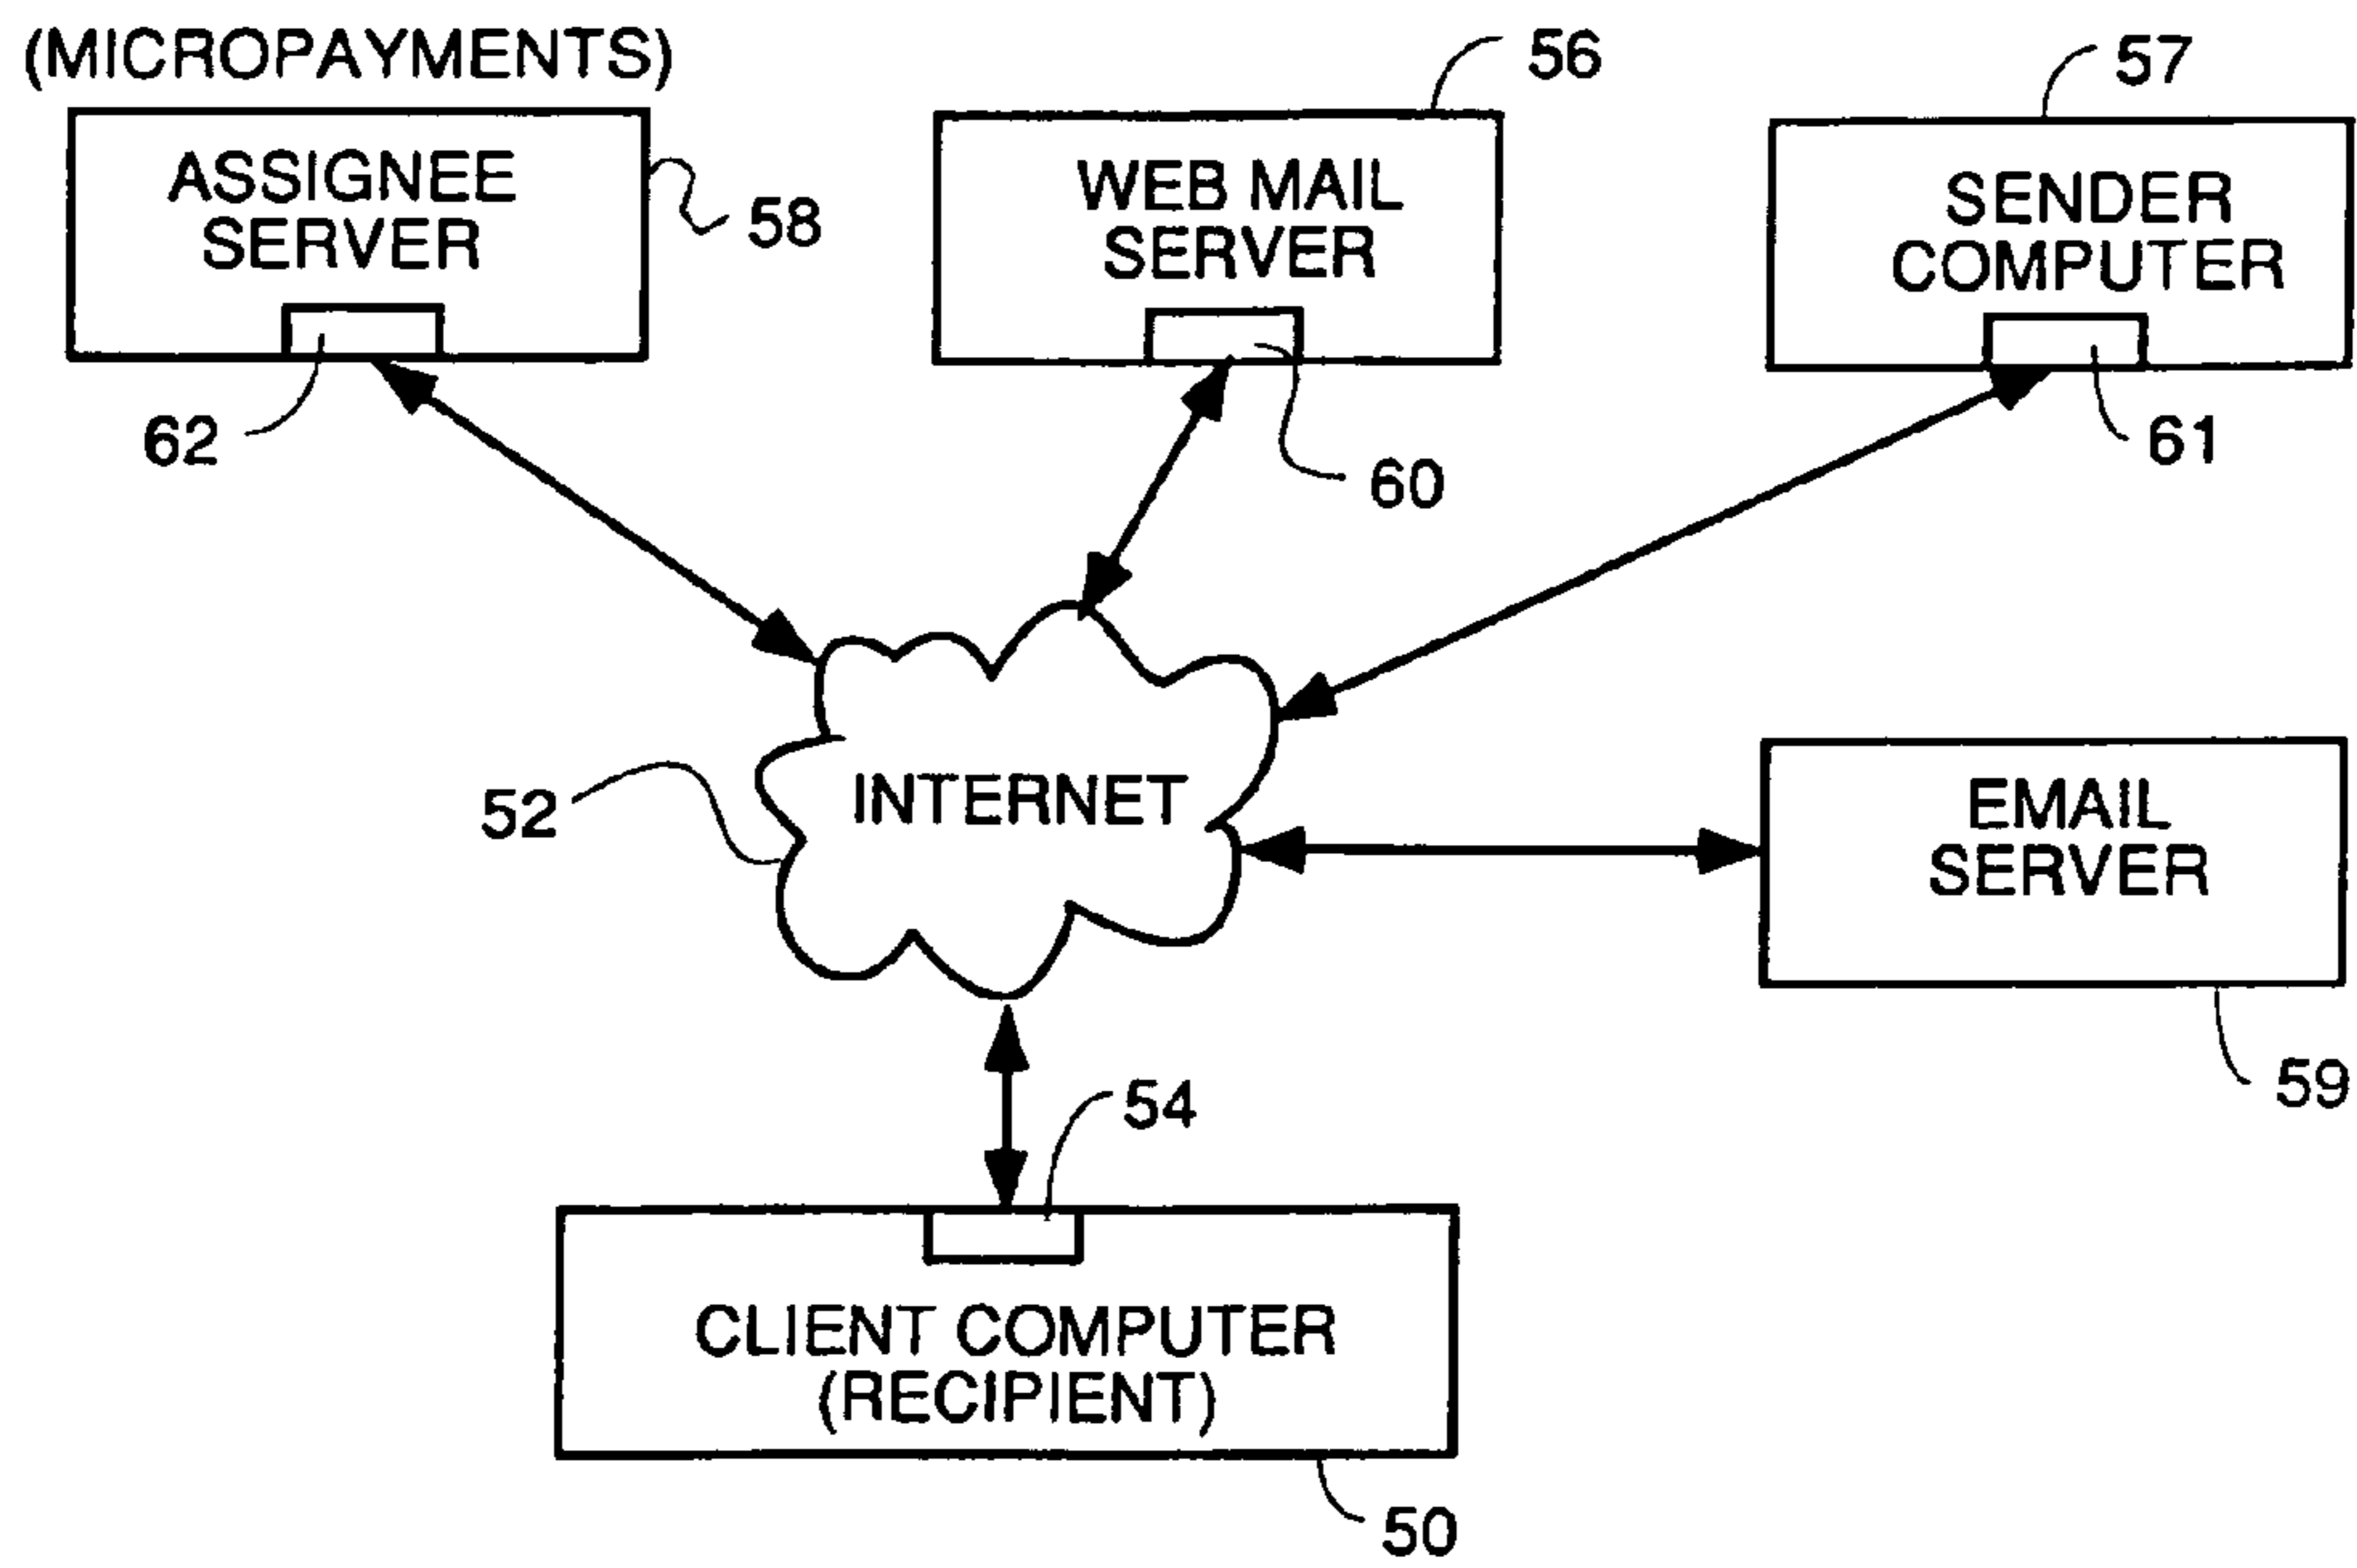 (MICROPAYMENTS)
56
57
ASSIGNEE
SERVER
58
WEB MAIL
SERVER
SENDER
COMPUTER
62
60
61
52
INTERNET
EMAIL
SERVER
59
54
CLIENT COMPUTER
(RECIPIENT)
50